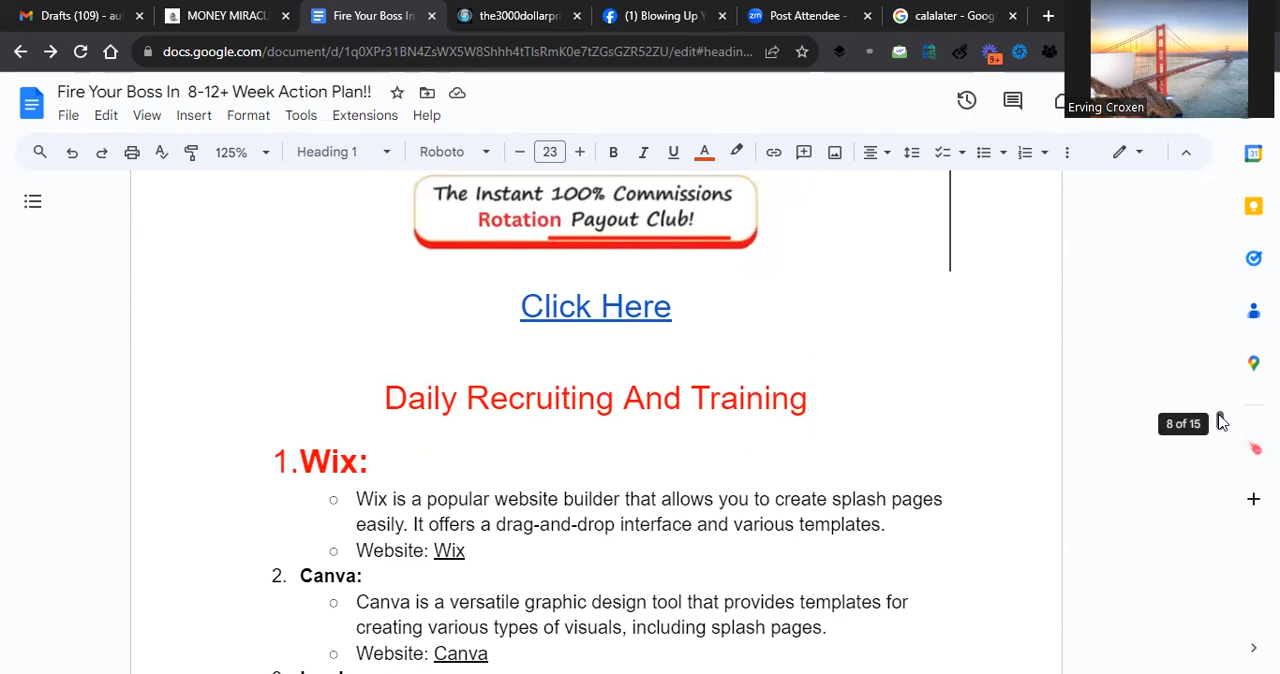 Drafts (109) - au
MONEY MIRACL
Fire Your Boss In
the3000dollarpr
(1) Blowing Up Y
zm
Post Attendee -
calalater - Goog
docs.google.com/document/d/1q0XPr31BN4ZsWX5W8Shhh4tTIsRmK0e7tZGsGZR52ZU/edit#headin...
9+
Erving Croxen
Fire Your Boss In 8-12+ Week Action Plan!!
File Edit View Insert Format Tools Extensions Help
125% Heading 1 Roboto − 23 + B I U A
31
The Instant 100% Commissions
Rotation Payout Club!
Click Here
Daily Recruiting And Training
8 of 15
1.Wix:
○ Wix is a popular website builder that allows you to create splash pages
easily. It offers a drag-and-drop interface and various templates.
○ Website: Wix
2. Canva:
○ Canva is a versatile graphic design tool that provides templates for
creating various types of visuals, including splash pages.
○ Website: Canva